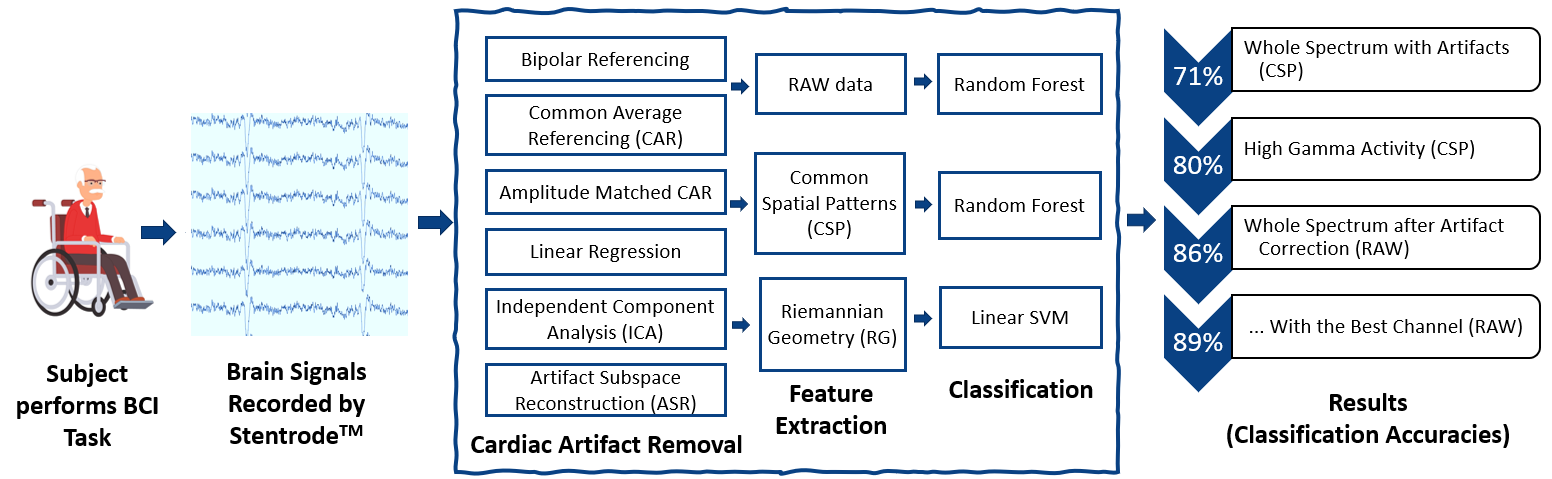 Subject
performs BCI
Task
Brain Signals
Recorded by
Stentrode™
Bipolar Referencing
Common Average
Referencing (CAR)
Amplitude Matched CAR
Linear Regression
Independent Component
Analysis (ICA)
Artifact Subspace
Reconstruction (ASR)
Cardiac Artifact Removal
RAW data
Common
Spatial Patterns
(CSP)
Riemannian
Geometry (RG)
Feature
Extraction
Random Forest
Random Forest
Linear SVM
Classification
71%
Whole Spectrum with Artifacts
(CSP)
80%
High Gamma Activity (CSP)
86%
Whole Spectrum after Artifact
Correction (RAW)
89%
... With the Best Channel (RAW)
Results
(Classification Accuracies)